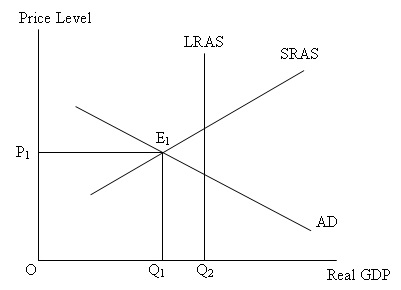 Price Level
LRAS
SRAS
E1
P1
AD
O
Q1
Q2
Real GDP